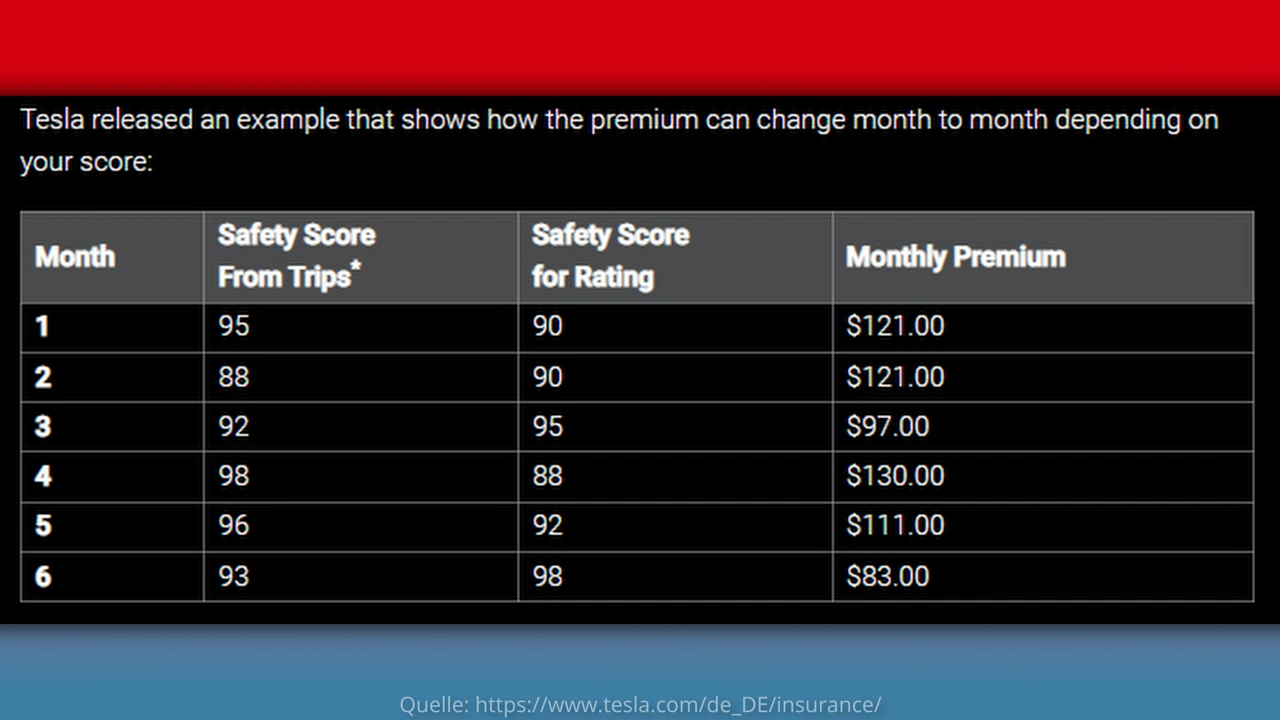 Tesla released an example that shows how the premium can change month to month depending on
your score:
Month
Safety Score
From Trips*
Safety Score
for Rating
Monthly Premium
1 95 90 $121.00
2 88 90 $121.00
3 92 95 $97.00
4 98 88 $130.00
5 96 92 $111.00
6 93 98 $83.00
Quelle: https://www.tesla.com/de_DE/insurance/